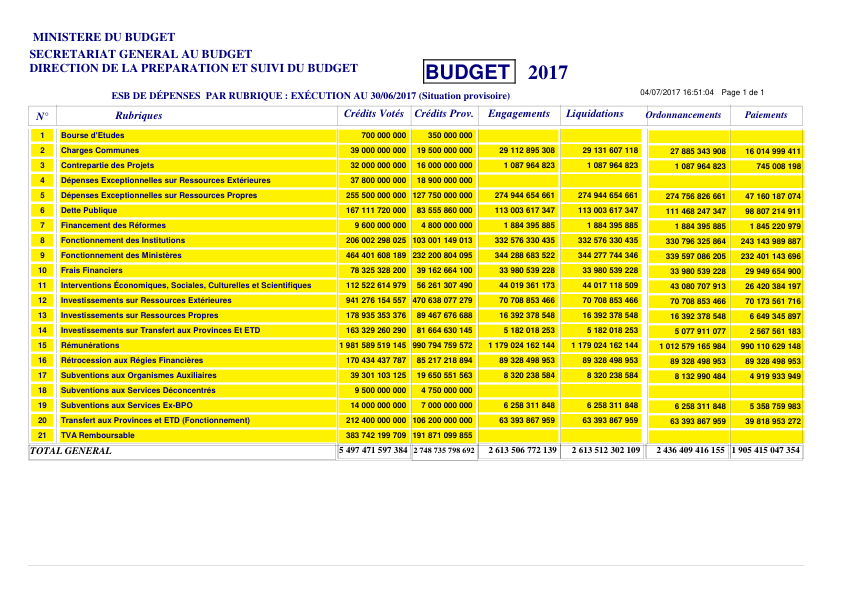 MINISTERE DU BUDGET
SECRETARIAT GENERAL AU BUDGET
DIRECTION DE LA PREPARATION ET SUIVI DU BUDGET
BUDGET 2017
ESB DE DÉPENSES PAR RUBRIQUE : EXÉCUTION AU 30/06/2017 (Situation provisoire)
04/07/2017 16:51:04 Page 1 de 1
N° Rubriques Crédits Votés Crédits Prov. Engagements Liquidations Ordonnancements Paiements
1 Bourse d'Etudes 700 000 000 350 000 000
2 Charges Communes 39 000 000 000 19 500 000 000 29 112 895 308 29 131 607 118 27 885 343 908 16 014 999 411
3 Contrepartie des Projets 32 000 000 000 16 000 000 000 1 087 964 823 1 087 964 823 1 087 964 823 745 008 198
4 Dépenses Exceptionnelles sur Ressources Extérieures 37 800 000 000 18 900 000 000
5 Dépenses Exceptionnelles sur Ressources Propres 255 500 000 000 127 750 000 000 274 944 654 661 274 944 654 661 274 756 826 661 47 160 187 074
6 Dette Publique 167 111 720 000 83 555 860 000 113 003 617 347 113 003 617 347 111 468 247 347 98 807 214 911
7 Financement des Réformes 9 600 000 000 4 800 000 000 1 884 395 885 1 884 395 885 1 884 395 885 1 845 220 979
8 Fonctionnement des Institutions 206 002 298 025 103 001 149 013 332 576 330 435 332 576 330 435 330 796 325 864 243 143 989 887
9 Fonctionnement des Ministères 464 401 608 189 232 200 804 095 344 288 683 522 344 277 744 346 339 597 086 205 232 401 143 696
10 Frais Financiers 78 325 328 200 39 162 664 100 33 980 539 228 33 980 539 228 33 980 539 228 29 949 654 900
11 Interventions Économiques, Sociales, Culturelles et Scientifiques 112 522 614 979 56 261 307 490 44 019 361 173 44 017 118 509 43 080 707 913 26 420 384 197
12 Investissements sur Ressources Extérieures 941 276 154 557 470 638 077 279 70 708 853 466 70 708 853 466 70 708 853 466 70 173 561 716
13 Investissements sur Ressources Propres 178 935 353 376 89 467 676 688 16 392 378 548 16 392 378 548 16 392 378 548 6 649 345 897
14 Investissements sur Transfert aux Provinces Et ETD 163 329 260 290 81 664 630 145 5 182 018 253 5 182 018 253 5 077 911 077 2 567 561 183
15 Rémunérations 1 981 589 519 145 990 794 759 572 1 179 024 162 144 1 179 024 162 144 1 012 579 165 984 990 110 629 148
16 Rétrocession aux Régies Financières 170 434 437 787 85 217 218 894 89 328 498 953 89 328 498 953 89 328 498 953 89 328 498 953
17 Subventions aux Organismes Auxiliaires 39 301 103 125 19 650 551 563 8 320 238 584 8 320 238 584 8 132 990 484 4 919 933 949
18 Subventions aux Services Déconcentrés 9 500 000 000 4 750 000 000
19 Subventions aux Services Ex-BPO 14 000 000 000 7 000 000 000 6 258 311 848 6 258 311 848 6 258 311 848 5 358 759 983
20 Transfert aux Provinces et ETD (Fonctionnement) 212 400 000 000 106 200 000 000 63 393 867 959 63 393 867 959 63 393 867 959 39 818 953 272
21 TVA Remboursable 383 742 199 709 191 871 099 855
TOTAL GENERAL 5 497 471 597 384 2 748 735 798 692 2 613 506 772 139 2 613 512 302 109 2 436 409 416 155 1 905 415 047 354